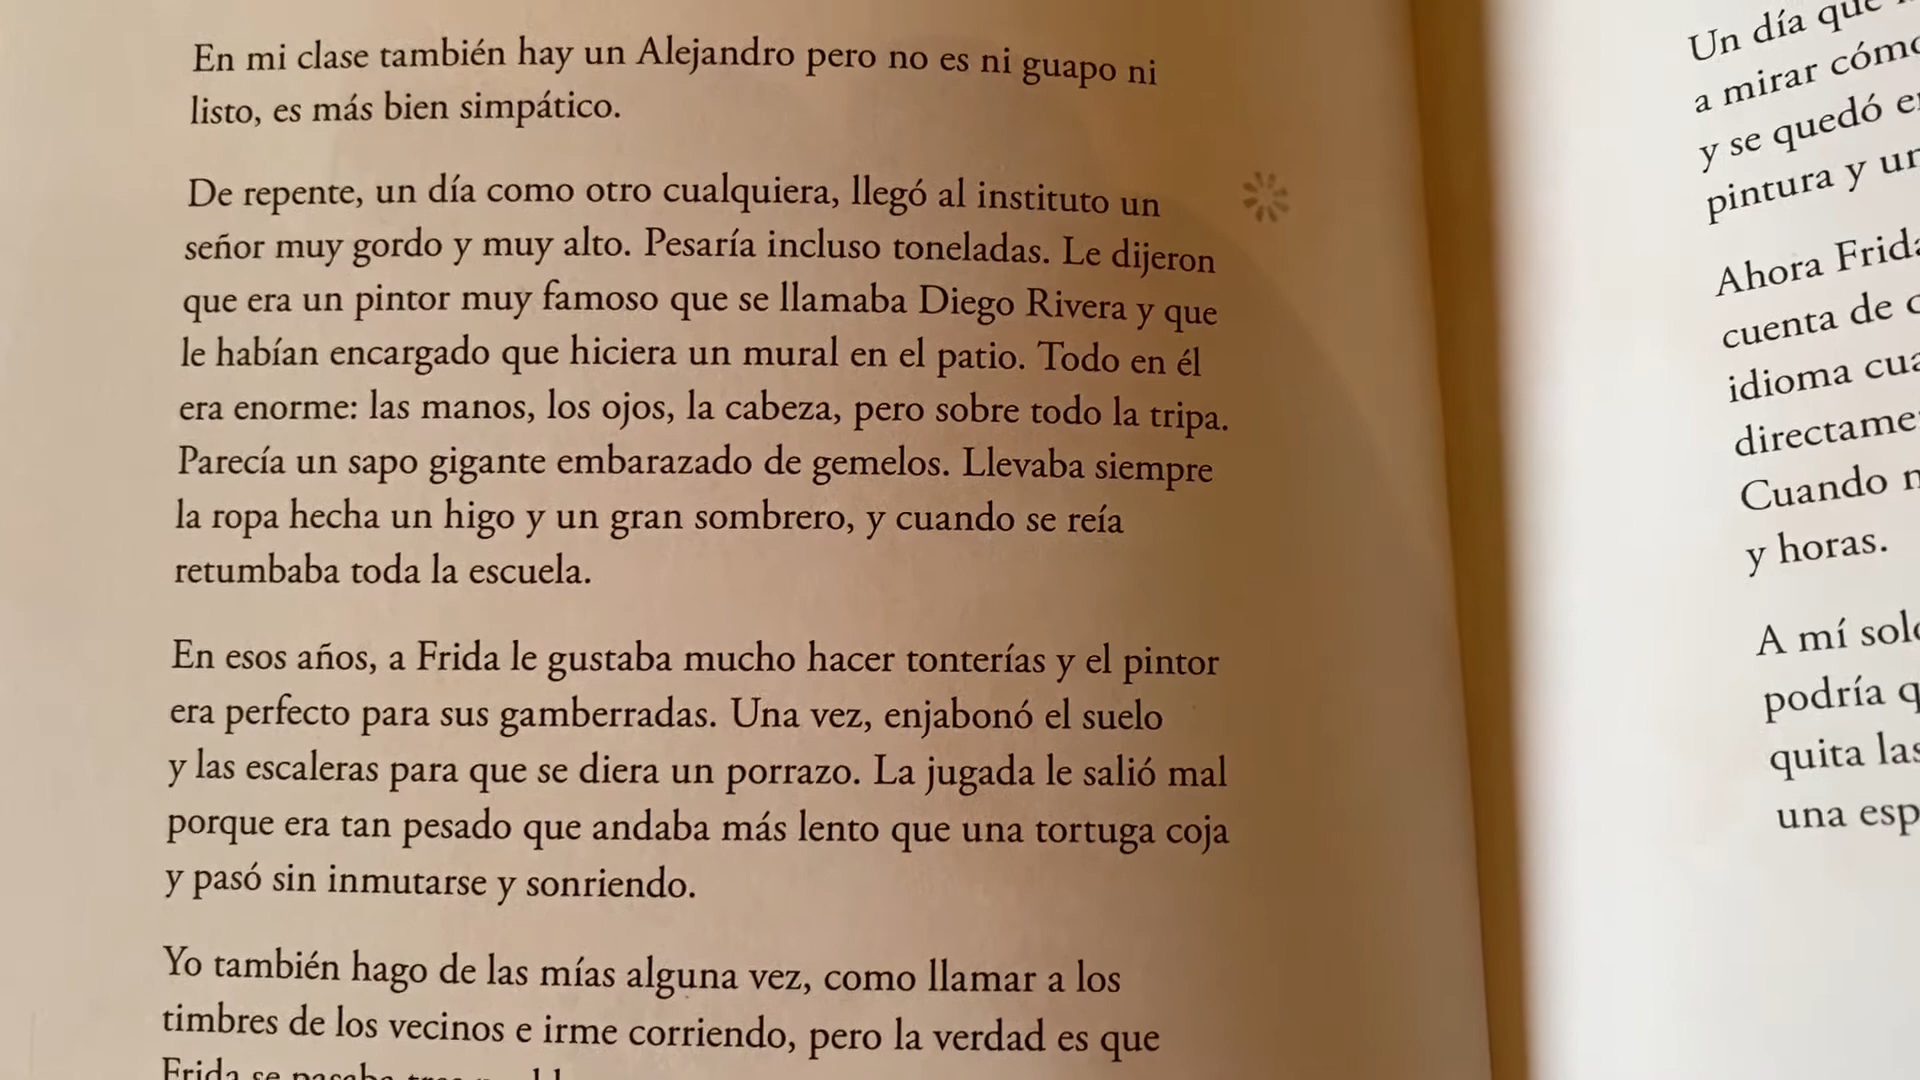 En mi clase también hay un Alejandro pero no es ni guapo ni
listo, es más bien simpático.
De repente, un día como otro cualquiera, llegó al instituto un
señor muy gordo y muy alto. Pesaría incluso toneladas. Le dijeron
que era un pintor muy famoso que se llamaba Diego Rivera y que
le habían encargado que hiciera un mural en el patio. Todo en él
era enorme: las manos, los ojos, la cabeza, pero sobre todo la tripa.
Parecía un sapo gigante embarazado de gemelos. Llevaba siempre
la ropa hecha un higo y un gran sombrero, y cuando se reía
retumbaba toda la escuela.
En esos años, a Frida le gustaba mucho hacer tonterías y el pintor
era perfecto para sus gamberradas. Una vez, enjabonó el suelo
y las escaleras para que se diera un porrazo. La jugada le salió mal
porque era tan pesado que andaba más lento que una tortuga coja
y pasó sin inmutarse y sonriendo.
Yo también hago de las mías alguna vez, como llamar a los
timbres de los vecinos e irme corriendo, pero la verdad es que
Frida se
Un día que
a mirar
y se quedó
pintura y
Ahora
cuenta de
idioma
Cuando
y horas.
A mí
podría
quita
una